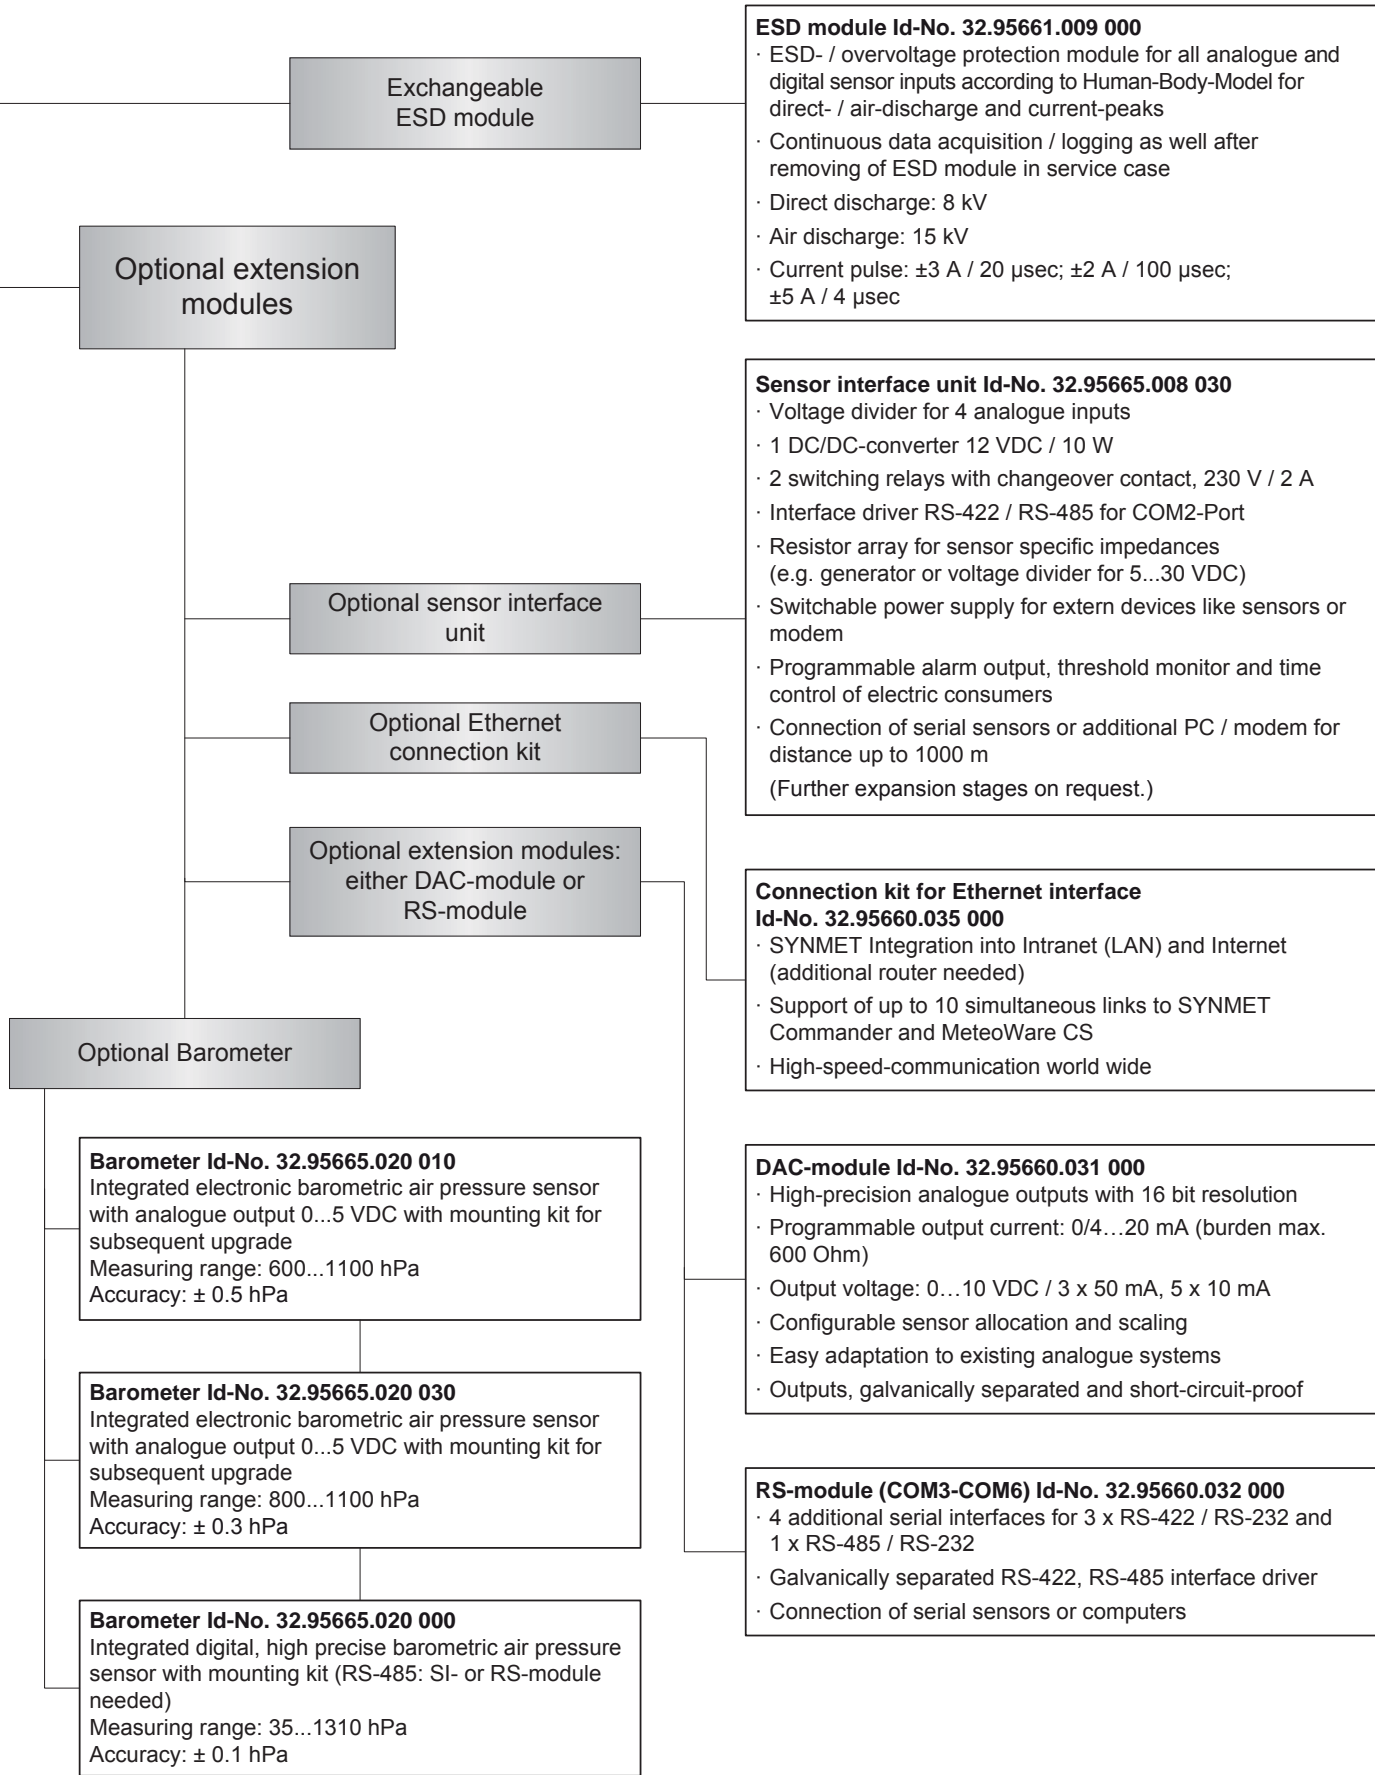 Exchangeable
ESD module
Optional extension
modules
Optional sensor interface
unit
Optional Ethernet
connection kit
Optional extension modules:
either DAC-module or
RS-module
Optional Barometer
Barometer Id-No. 32.95665.020 010
Integrated electronic barometric air pressure sensor
with analogue output 0...5 VDC with mounting kit for
subsequent upgrade
Measuring range: 600...1100 hPa
Accuracy: ± 0.5 hPa
Barometer Id-No. 32.95665.020 030
Integrated electronic barometric air pressure sensor
with analogue output 0...5 VDC with mounting kit for
subsequent upgrade
Measuring range: 800...1100 hPa
Accuracy: ± 0.3 hPa
Barometer Id-No. 32.95665.020 000
Integrated digital, high precise barometric air pressure
sensor with mounting kit (RS-485: SI- or RS-module
needed)
Measuring range: 35...1310 hPa
Accuracy: ± 0.1 hPa
ESD module Id-No. 32.95661.009 000
· ESD- / overvoltage protection module for all analogue and
digital sensor inputs according to Human-Body-Model for
direct- / air-discharge and current-peaks
· Continuous data acquisition / logging as well after
removing of ESD module in service case
· Direct discharge: 8 kV
· Air discharge: 15 kV
· Current pulse: ±3 A / 20 µsec; ±2 A / 100 µsec;
±5 A / 4 µsec
Sensor interface unit Id-No. 32.95665.008 030
· Voltage divider for 4 analogue inputs
· 1 DC/DC-converter 12 VDC / 10 W
· 2 switching relays with changeover contact, 230 V / 2 A
· Interface driver RS-422 / RS-485 for COM2-Port
· Resistor array for sensor specific impedances
(e.g. generator or voltage divider for 5...30 VDC)
· Switchable power supply for extern devices like sensors or
modem
· Programmable alarm output, threshold monitor and time
control of electric consumers
· Connection of serial sensors or additional PC / modem for
distance up to 1000 m
(Further expansion stages on request.)
Connection kit for Ethernet interface
Id-No. 32.95660.035 000
· SYNMET Integration into Intranet (LAN) and Internet
(additional router needed)
· Support of up to 10 simultaneous links to SYNMET
Commander and MeteoWare CS
· High-speed-communication world wide
DAC-module Id-No. 32.95660.031 000
· High-precision analogue outputs with 16 bit resolution
· Programmable output current: 0/4…20 mA (burden max.
600 Ohm)
· Output voltage: 0…10 VDC / 3 x 50 mA, 5 x 10 mA
· Configurable sensor allocation and scaling
· Easy adaptation to existing analogue systems
· Outputs, galvanically separated and short-circuit-proof
RS-module (COM3-COM6) Id-No. 32.95660.032 000
· 4 additional serial interfaces for 3 x RS-422 / RS-232 and
1 x RS-485 / RS-232
· Galvanically separated RS-422, RS-485 interface driver
· Connection of serial sensors or computers